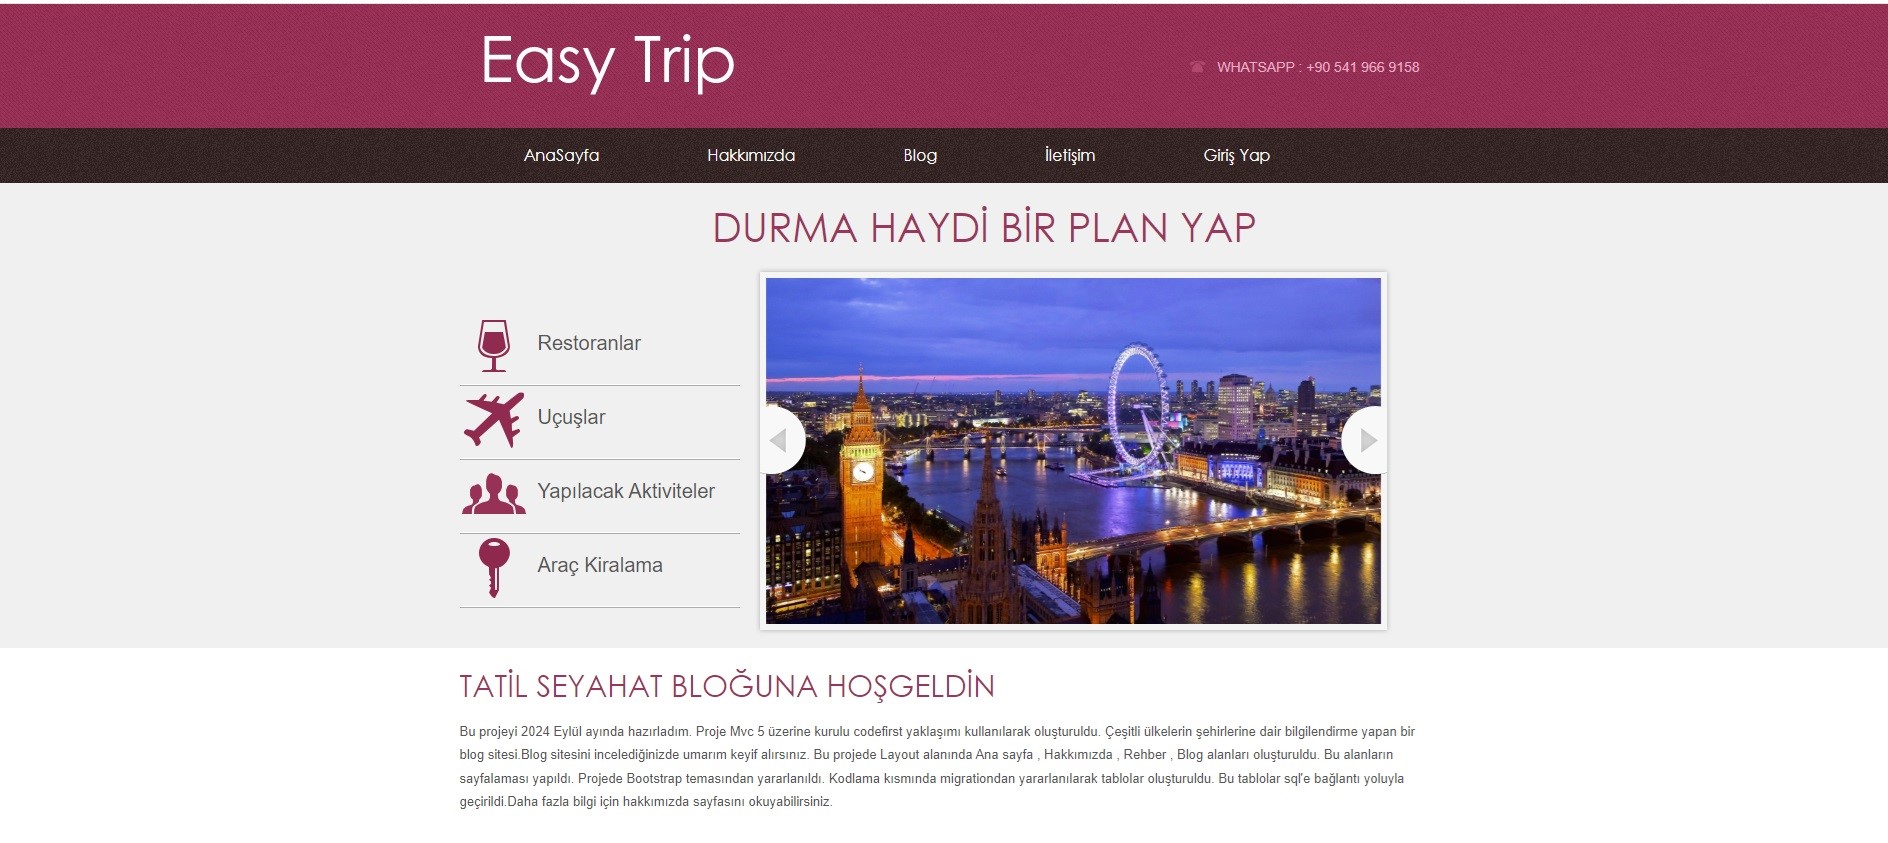 Easy Trip
WHATSAPP : +90 541 966 9158
AnaSayfa Hakkımızda Blog İletişim Giriş Yap
DURMA HAYDİ BİR PLAN YAP
Restoranlar
Uçuşlar
Yapılacak Aktiviteler
Araç Kiralama
TATİL SEYAHAT BLOĞUNA HOŞGELDİN
Bu projeyi 2024 Eylül ayında hazırladım. Proje Mvc 5 üzerine kurulu codefirst yaklaşımı kullanılarak oluşturuldu. Çeşitli ülkelerin şehirlerine dair bilgilendirme yapan bir
blog sitesi.Blog sitesini incelediğinizde umarım keyif alırsınız. Bu projede Layout alanında Ana sayfa , Hakkımızda , Rehber , Blog alanları oluşturuldu. Bu alanların
sayfalaması yapıldı. Projede Bootstrap temasından yararlanıldı. Kodlama kısmında migrationdan yararlanılarak tablolar oluşturuldu. Bu tablolar sql'e bağlantı yoluyla
geçirildi.Daha fazla bilgi için hakkımızda sayfasını okuyabilirsiniz.